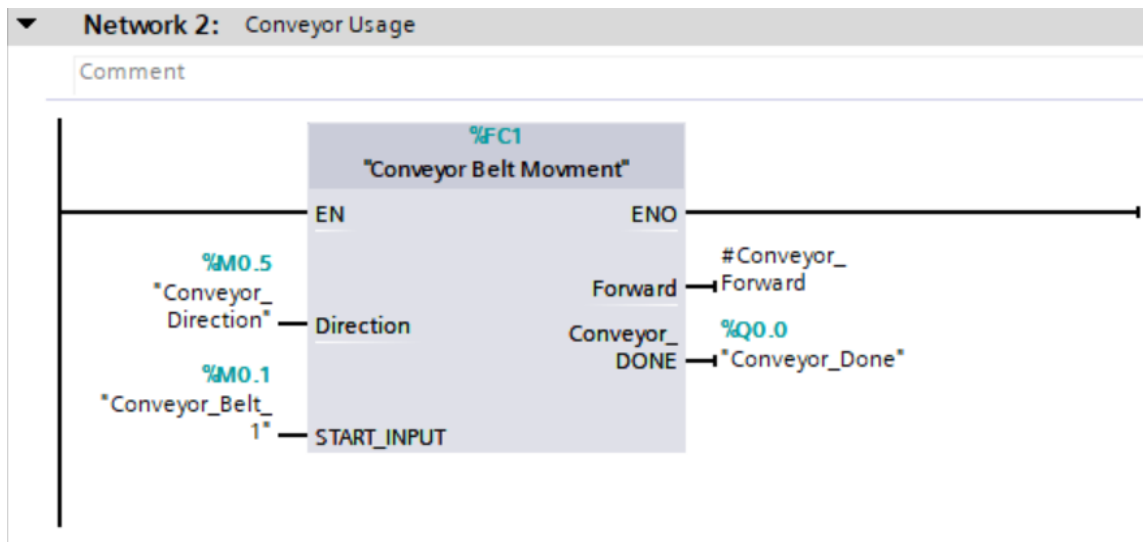 Network 2: Conveyor Usage
Comment
%FC1
"Conveyor Belt Movment"
EN
ENO
%M0.5
"Conveyor_
Direction"
Direction
%M0.1
"Conveyor_Belt_
1"
START_INPUT
Forward
#Conveyor_
Forward
Conveyor_
DONE
%Q0.0
"Conveyor_Done"